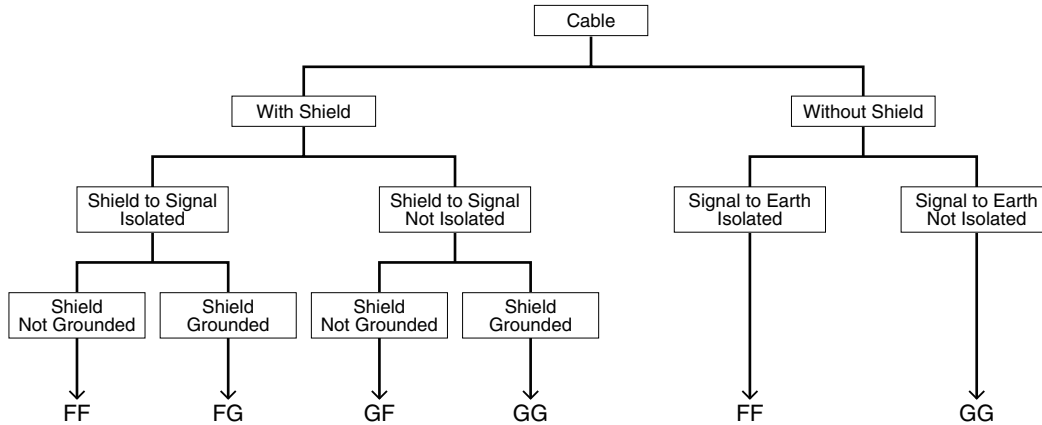 Cable
With Shield
Without Shield
Shield to Signal
Isolated
Shield to Signal
Not Isolated
Signal to Earth
Isolated
Signal to Earth
Not Isolated
Shield
Not Grounded
Shield
Grounded
Shield
Not Grounded
Shield
Grounded
FF
FG
GF
GG
FF
GG